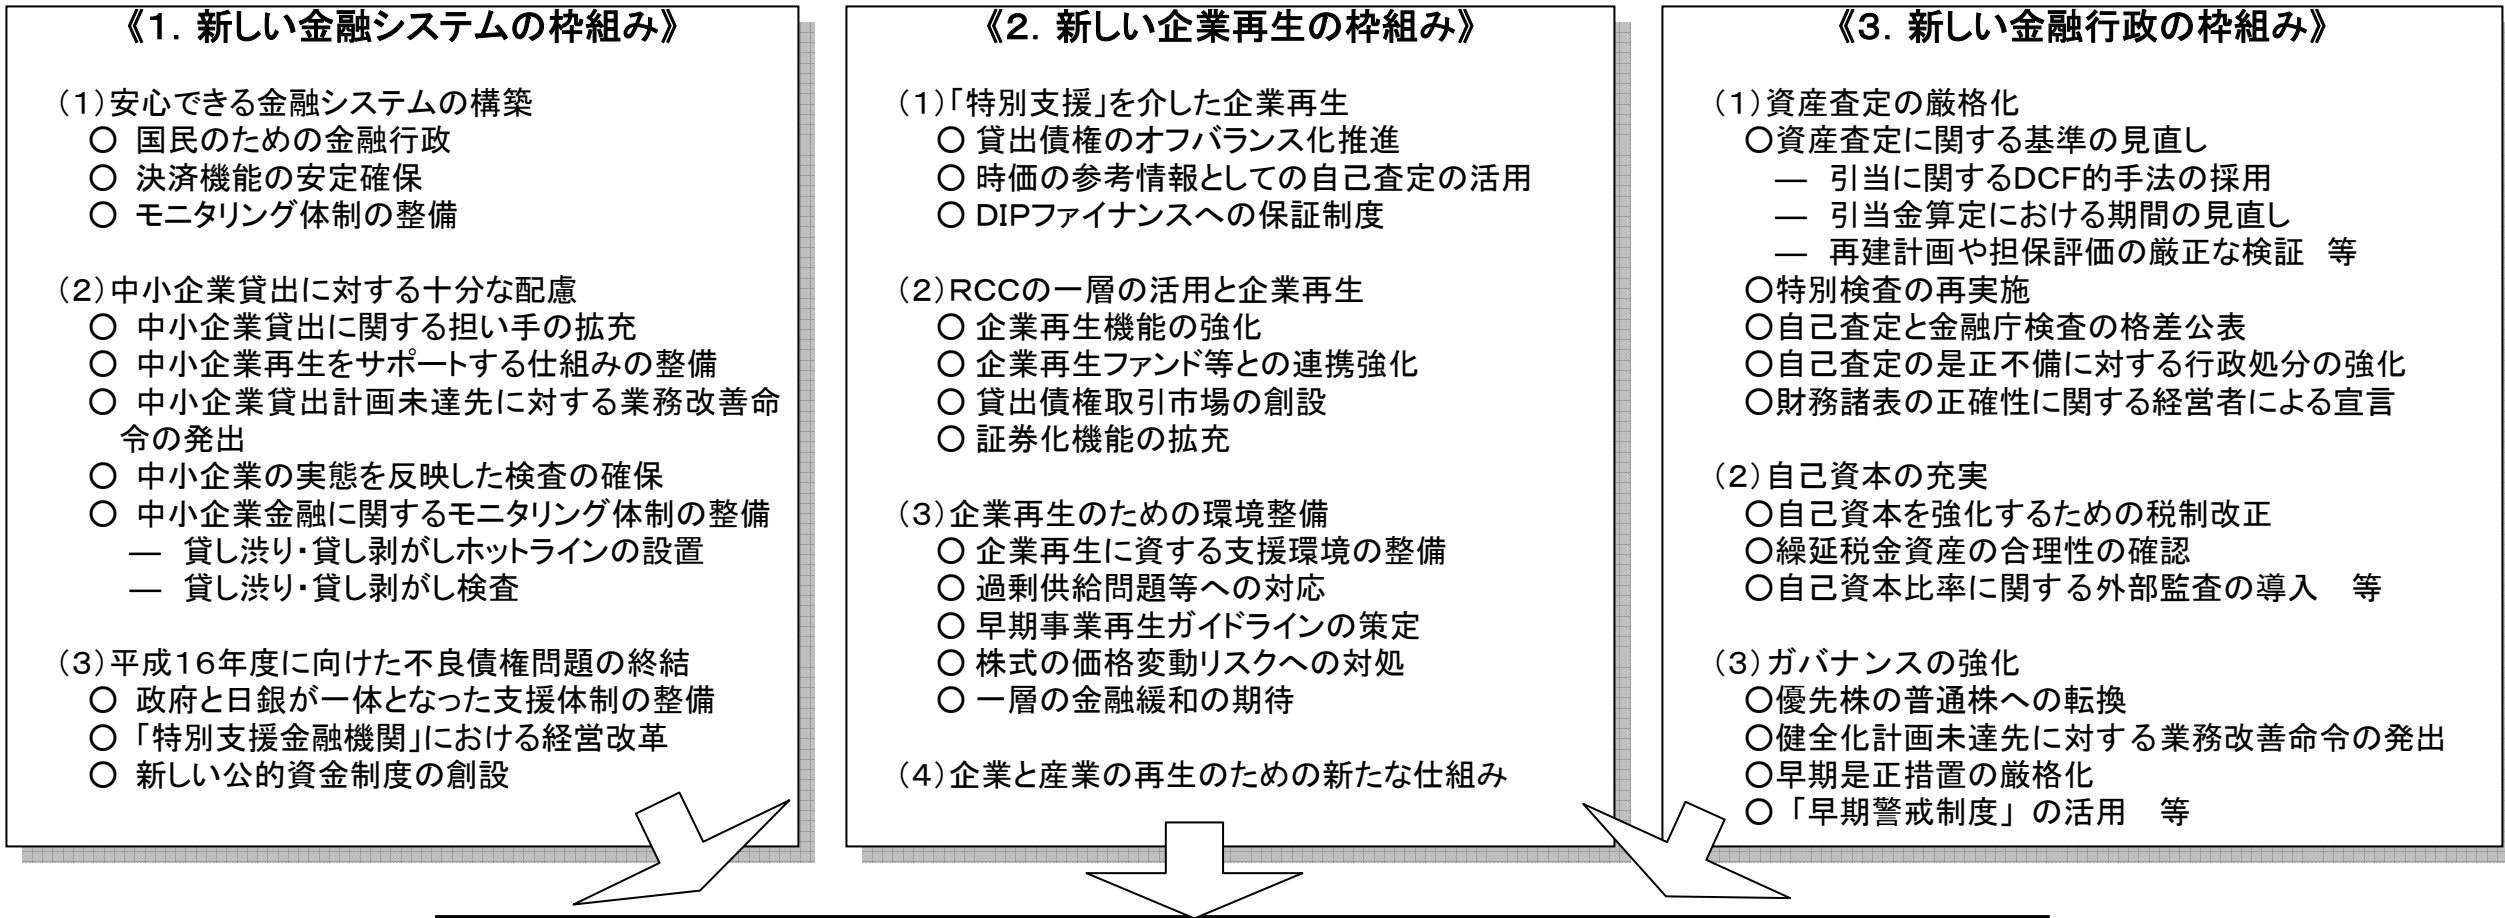 《１．新しい金融システムの枠組み》
（１）安心できる金融システムの構築
○ 国民のための金融行政
○ 決済機能の安定確保
○ モニタリング体制の整備
（２）中小企業貸出に対する十分な配慮
○ 中小企業貸出に関する担い手の拡充
○ 中小企業再生をサポートする仕組みの整備
○ 中小企業貸出計画未達先に対する業務改善命
令の発出
○ 中小企業の実態を反映した検査の確保
○ 中小企業金融に関するモニタリング体制の整備
― 貸し渋り・貸し剥がしホットラインの設置
― 貸し渋り・貸し剥がし検査
（３）平成１６年度に向けた不良債権問題の終結
○ 政府と日銀が一体となった支援体制の整備
○ 「特別支援金融機関」における経営改革
○ 新しい公的資金制度の創設
《２．新しい企業再生の枠組み》
（１）「特別支援」を介した企業再生
○ 貸出債権のオフバランス化推進
○ 時価の参考情報としての自己査定の活用
○ DIPファイナンスへの保証制度
（２）RCCの一層の活用と企業再生
○ 企業再生機能の強化
○ 企業再生ファンド等との連携強化
○ 貸出債権取引市場の創設
○ 証券化機能の拡充
（３）企業再生のための環境整備
○ 企業再生に資する支援環境の整備
○ 過剰供給問題等への対応
○ 早期事業再生ガイドラインの策定
○ 株式の価格変動リスクへの対処
○ 一層の金融緩和の期待
（４）企業と産業の再生のための新たな仕組み
《３．新しい金融行政の枠組み》
（１）資産査定の厳格化
○資産査定に関する基準の見直し
― 引当に関するDCF的手法の採用
― 引当金算定における期間の見直し
― 再建計画や担保評価の厳正な検証　等
○特別検査の再実施
○自己査定と金融庁検査の格差公表
○自己査定の是正不備に対する行政処分の強化
○財務諸表の正確性に関する経営者による宣言
（２）自己資本の充実
○自己資本を強化するための税制改正
○繰延税金資産の合理性の確認
○自己資本比率に関する外部監査の導入　等
（３）ガバナンスの強化
○優先株の普通株への転換
○健全化計画未達先に対する業務改善命令の発出
○早期是正措置の厳格化
○「早期警戒制度」の活用　等